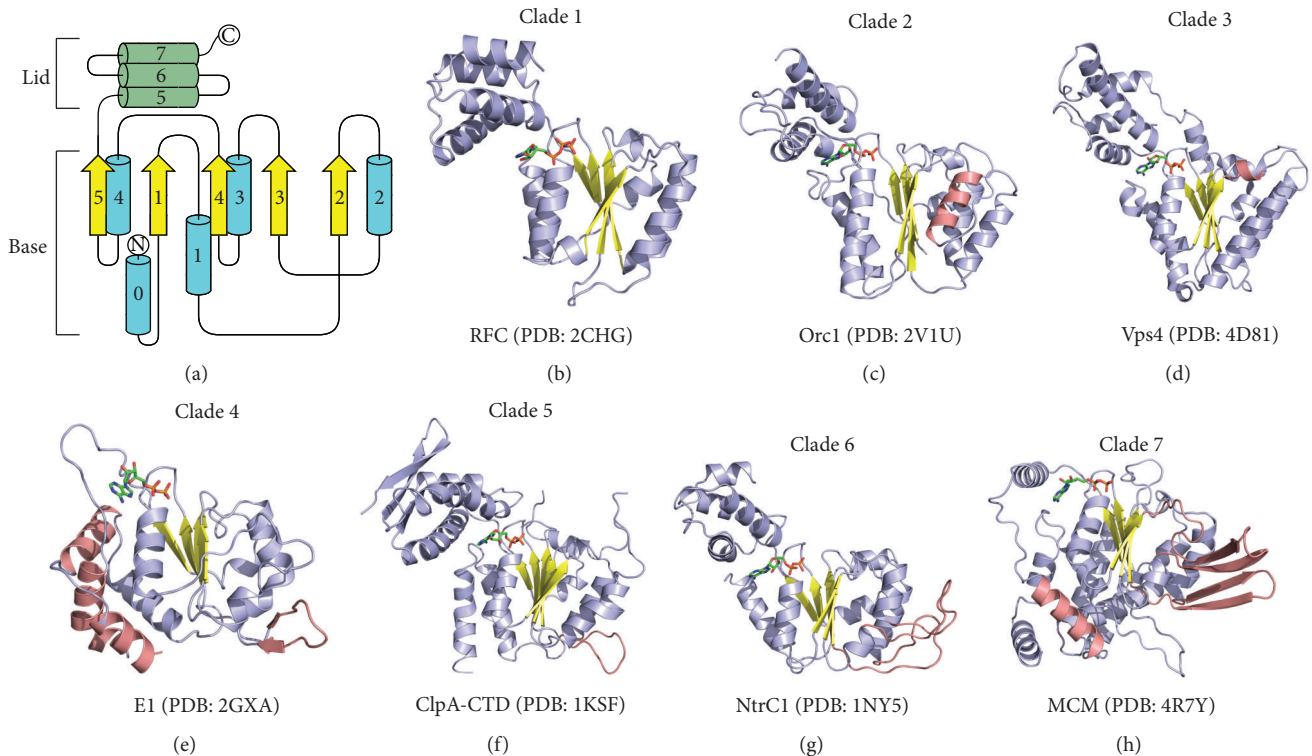 Lid
Base
C
7
6
5
5
4
1
4
3
3
2
2
N
1
0
(a)
Clade 1
RFC (PDB: 2CHG)
(b)
Clade 2
Orc1 (PDB: 2V1U)
(c)
Clade 3
Vps4 (PDB: 4D81)
(d)
Clade 4
E1 (PDB: 2GXA)
(e)
Clade 5
ClpA-CTD (PDB: 1KSF)
(f)
Clade 6
NtrC1 (PDB: 1NY5)
(g)
Clade 7
MCM (PDB: 4R7Y)
(h)